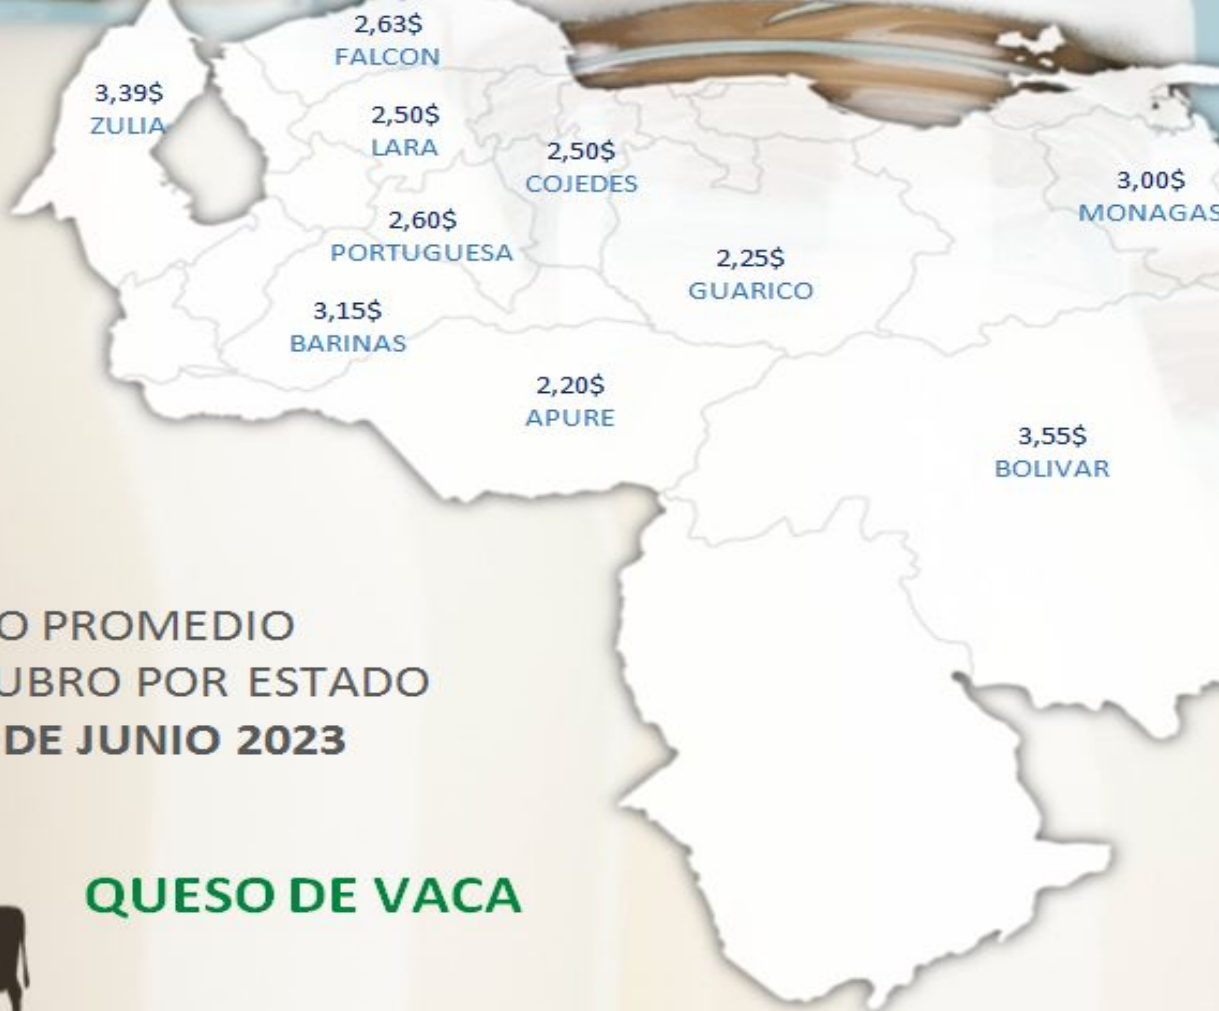 2,63$
FALCON
3,39$
ZULIA
2,50$
LARA
2,50$
COJEDES
3,00$
MONAGAS
2,60$
PORTUGUESA
2,25$
GUARICO
3,15$
BARINAS
2,20$
APURE
3,55$
BOLIVAR
O PROMEDIO
UBRO POR ESTADO
DE JUNIO 2023
QUESO DE VACA